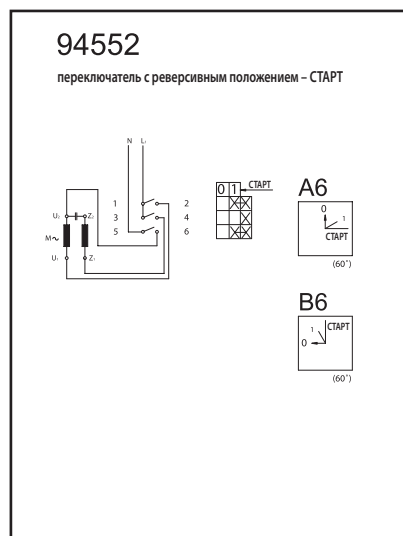 94552
переключатель с реверсивным положением – СТАРТ
N L₁
0 1 СТАРТ
1 2
3 4
5 6
U₂ Z₂
M~
U₁ Z₁
A6
0
1
СТАРТ
(60˚)
B6
1 СТАРТ
0
(60˚)